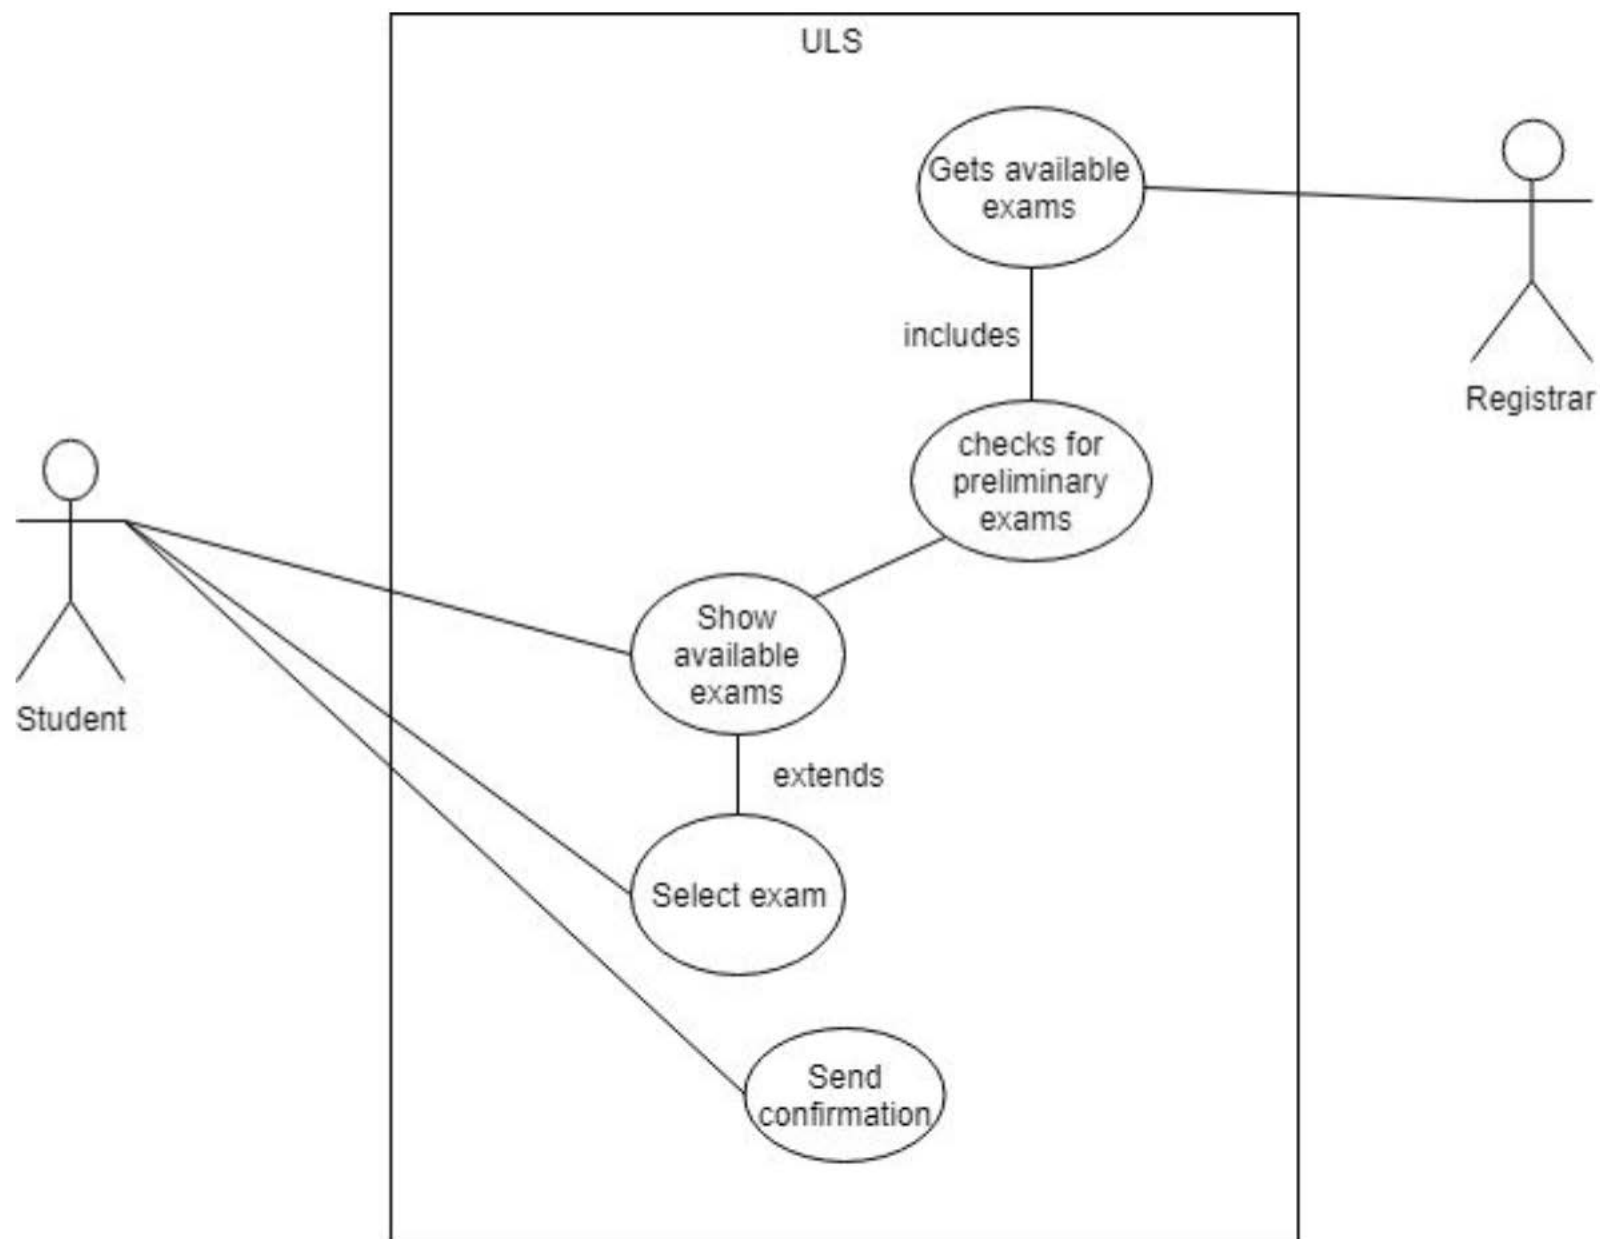 ULS
Gets available
exams
includes
Registrar
checks for
preliminary
exams
Show
available
exams
Student
extends
Select exam
Send
confirmation